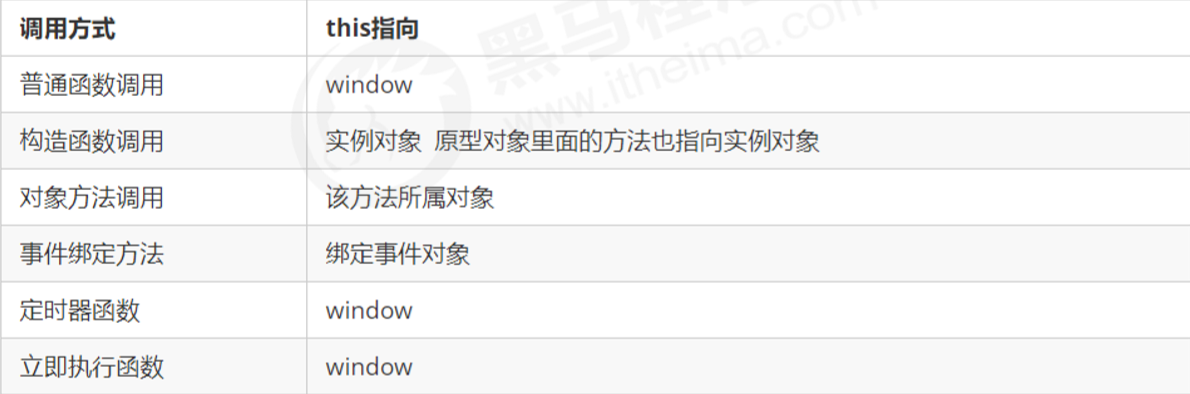 黑马程
www.itheima.com
调用方式 this指向
普通函数调用 window
构造函数调用 实例对象 原型对象里面的方法也指向实例对象
对象方法调用 该方法所属对象
事件绑定方法 绑定事件对象
定时器函数 window
立即执行函数 window